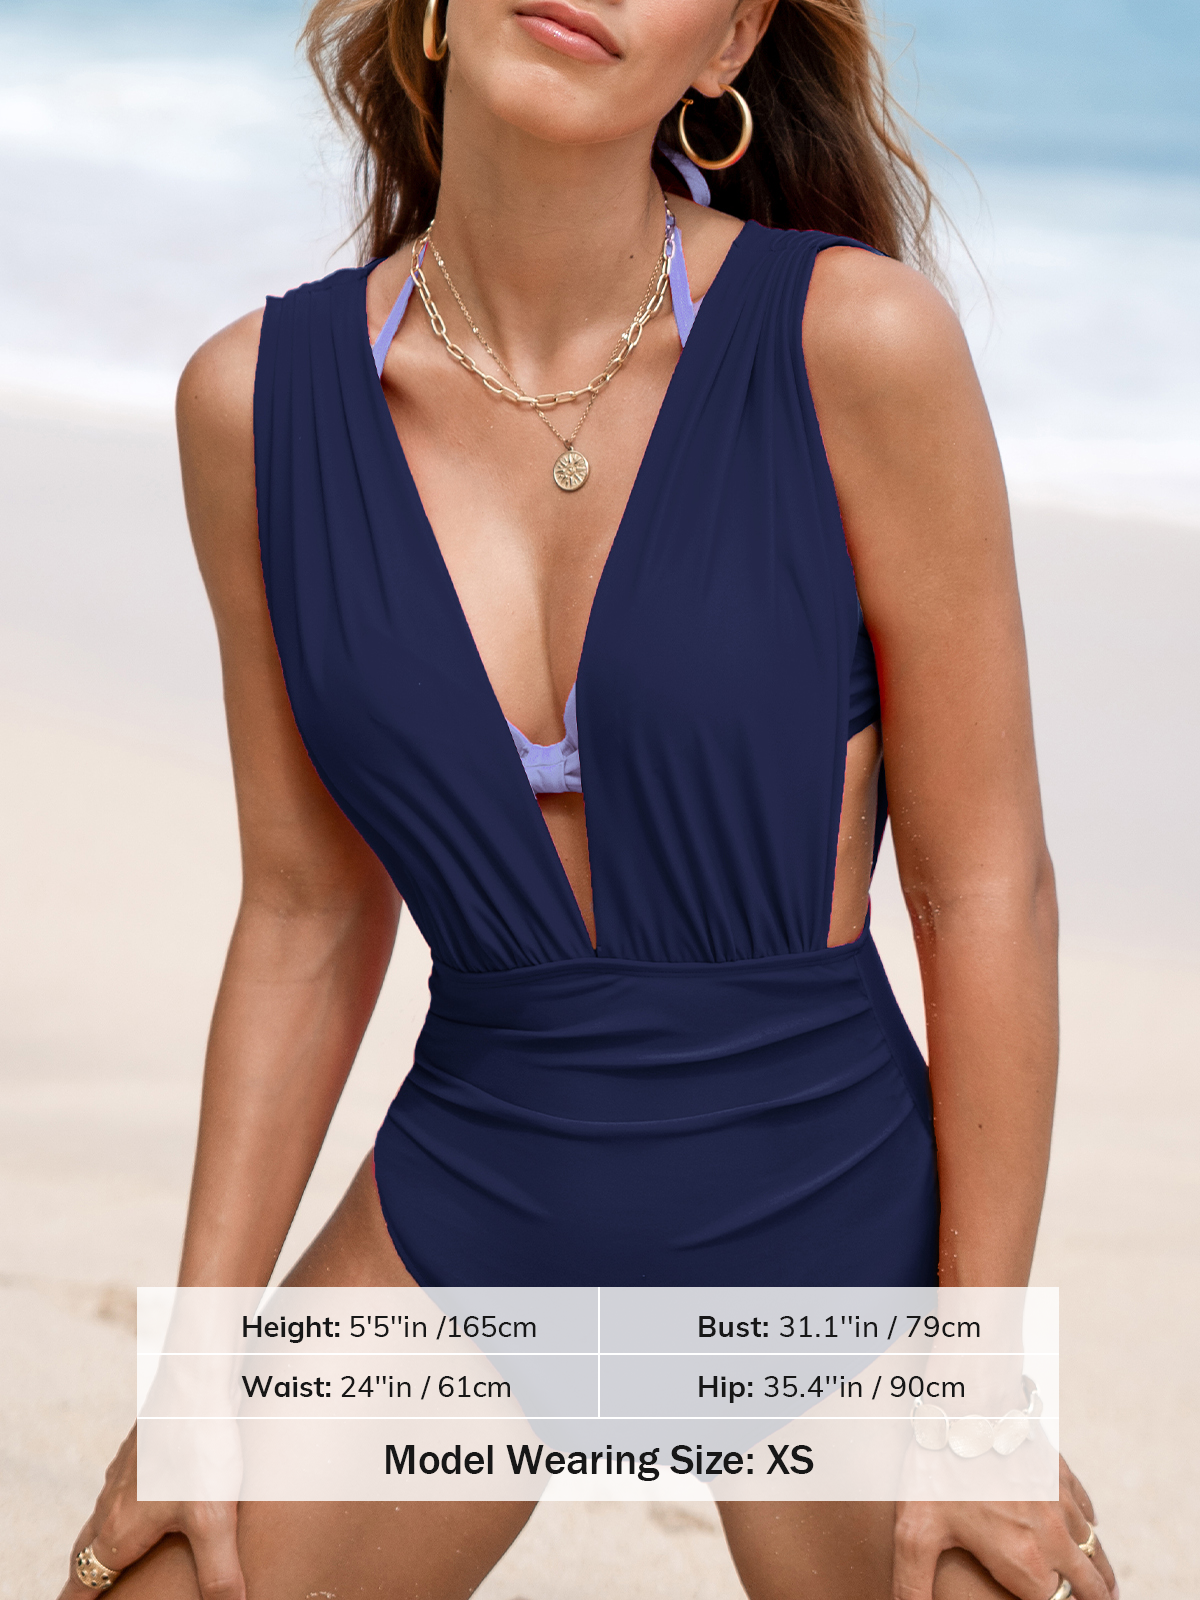 Height: 5'5''in /165cm
Bust: 31.1''in / 79cm
Waist: 24''in / 61cm
Hip: 35.4''in / 90cm
Model Wearing Size: XS